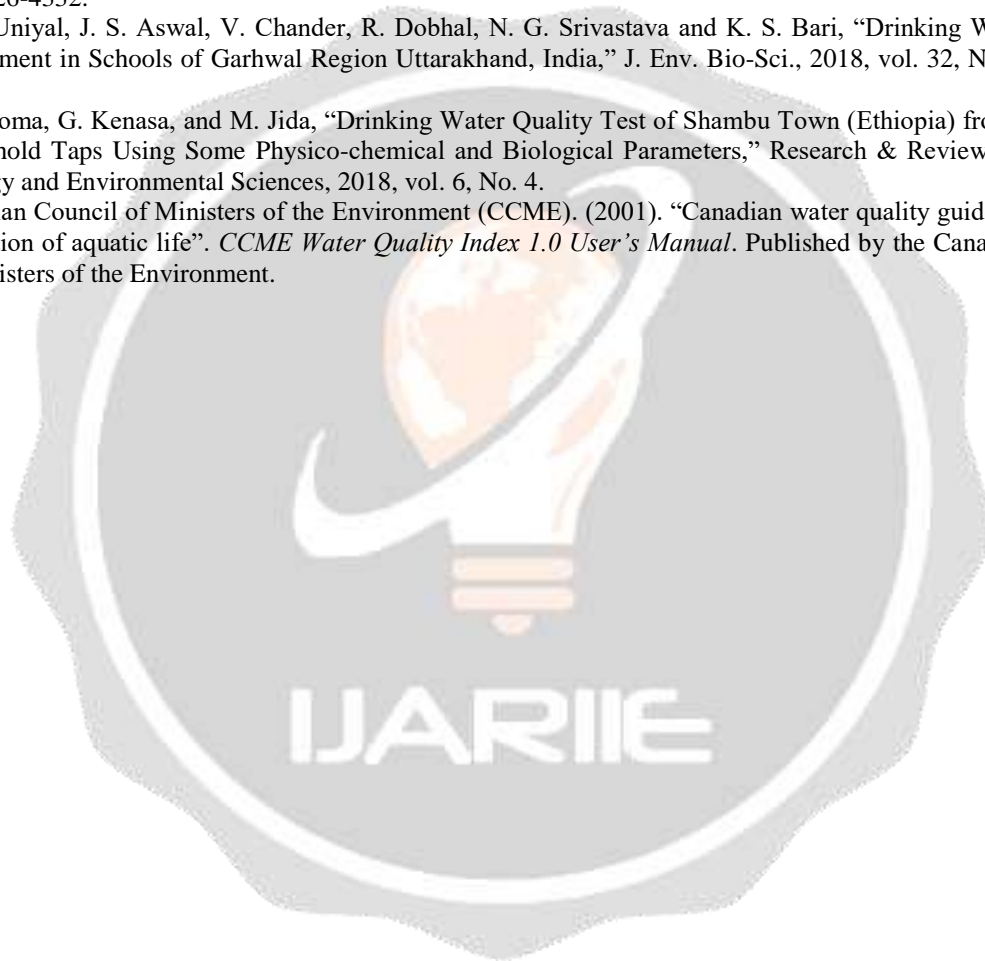 26-4332.
Uniyal, J. S. Aswal, V. Chander, R. Dobhal, N. G. Srivastava and K. S. Bari, “Drinking W
ment in Schools of Garhwal Region Uttarakhand, India,” J. Env. Bio-Sci., 2018, vol. 32, N
oma, G. Kenasa, and M. Jida, “Drinking Water Quality Test of Shambu Town (Ethiopia) fro
hold Taps Using Some Physico-chemical and Biological Parameters,” Research & Review
gy and Environmental Sciences, 2018, vol. 6, No. 4.
ian Council of Ministers of the Environment (CCME). (2001). “Canadian water quality guid
ion of aquatic life”. CCME Water Quality Index 1.0 User’s Manual. Published by the Cana
isters of the Environment.
IJARIIE